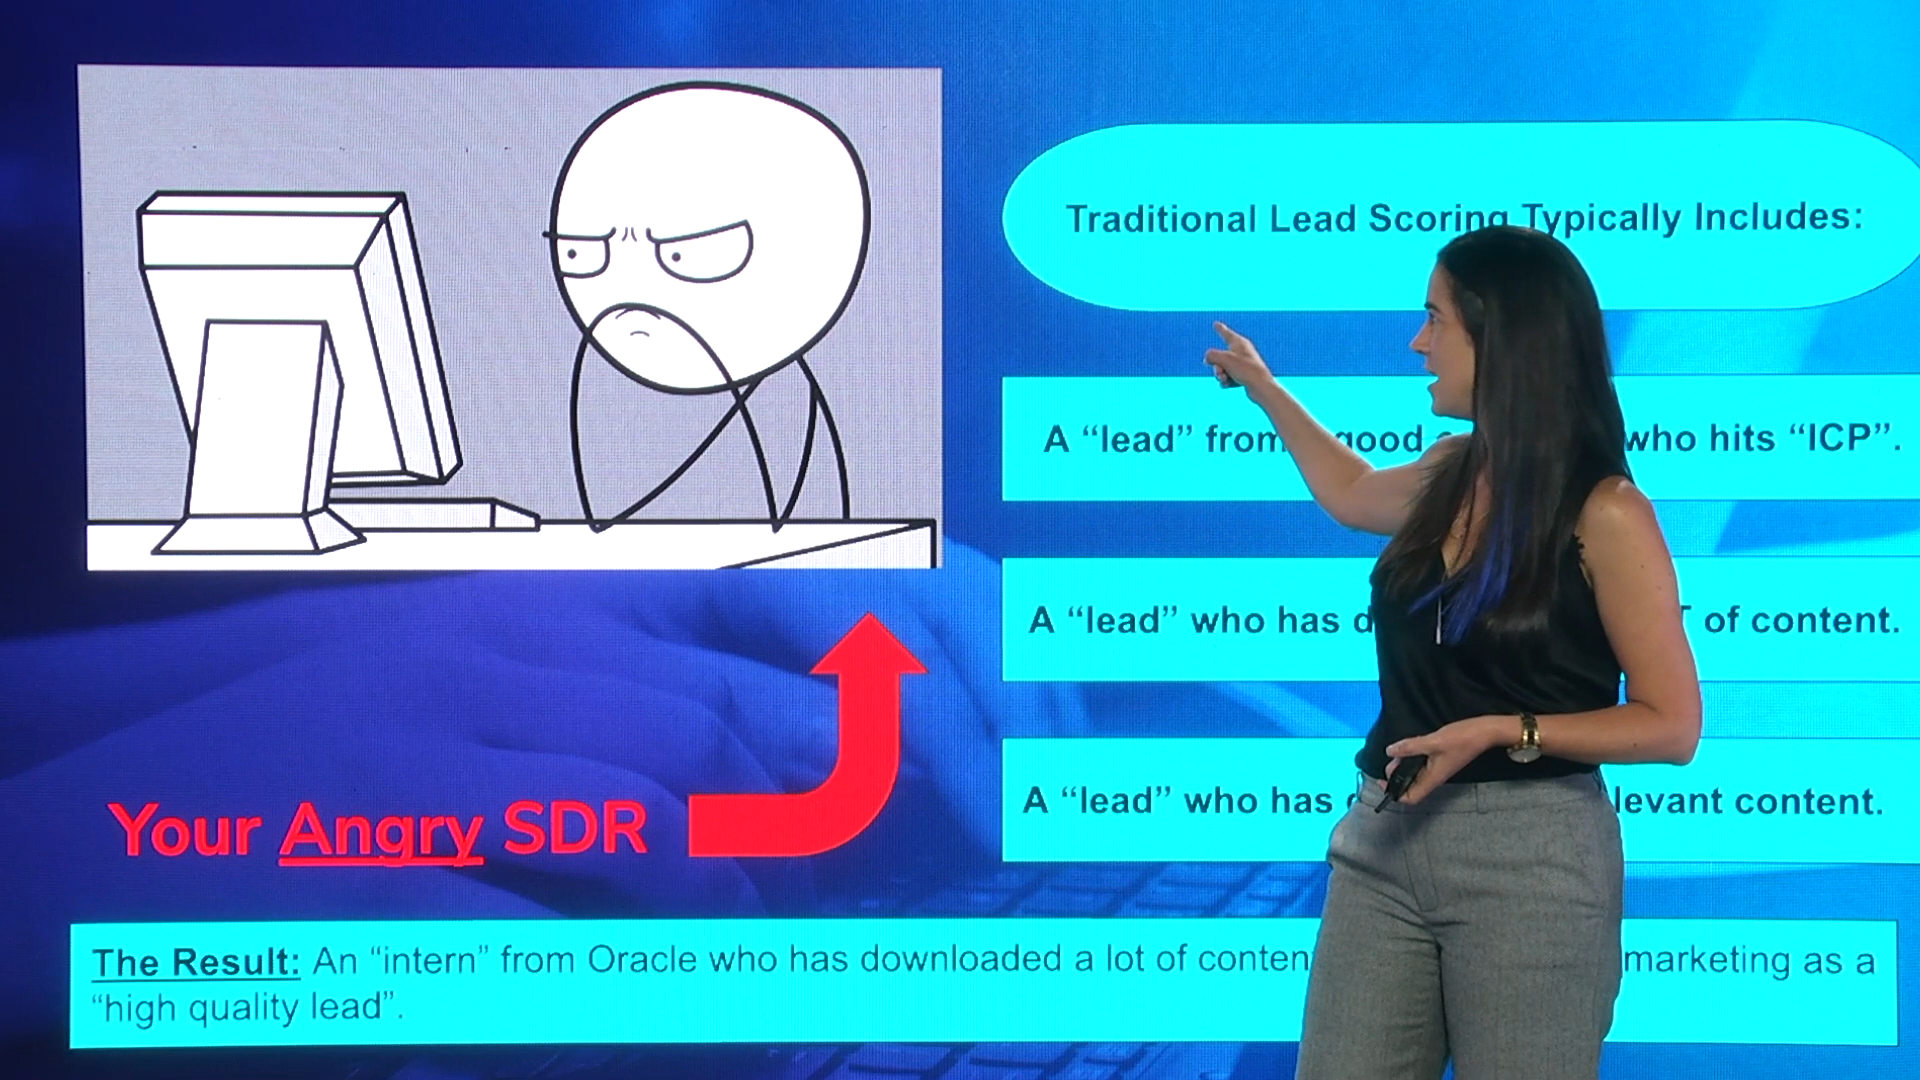 Traditional Lead Scoring Typically Includes:
A “lead” from good who hits “ICP”.
A “lead” who has of content.
A “lead” who has content.
Your Angry SDR
The Result: An “intern” from Oracle who has downloaded a lot of marketing as a
“high quality lead”.